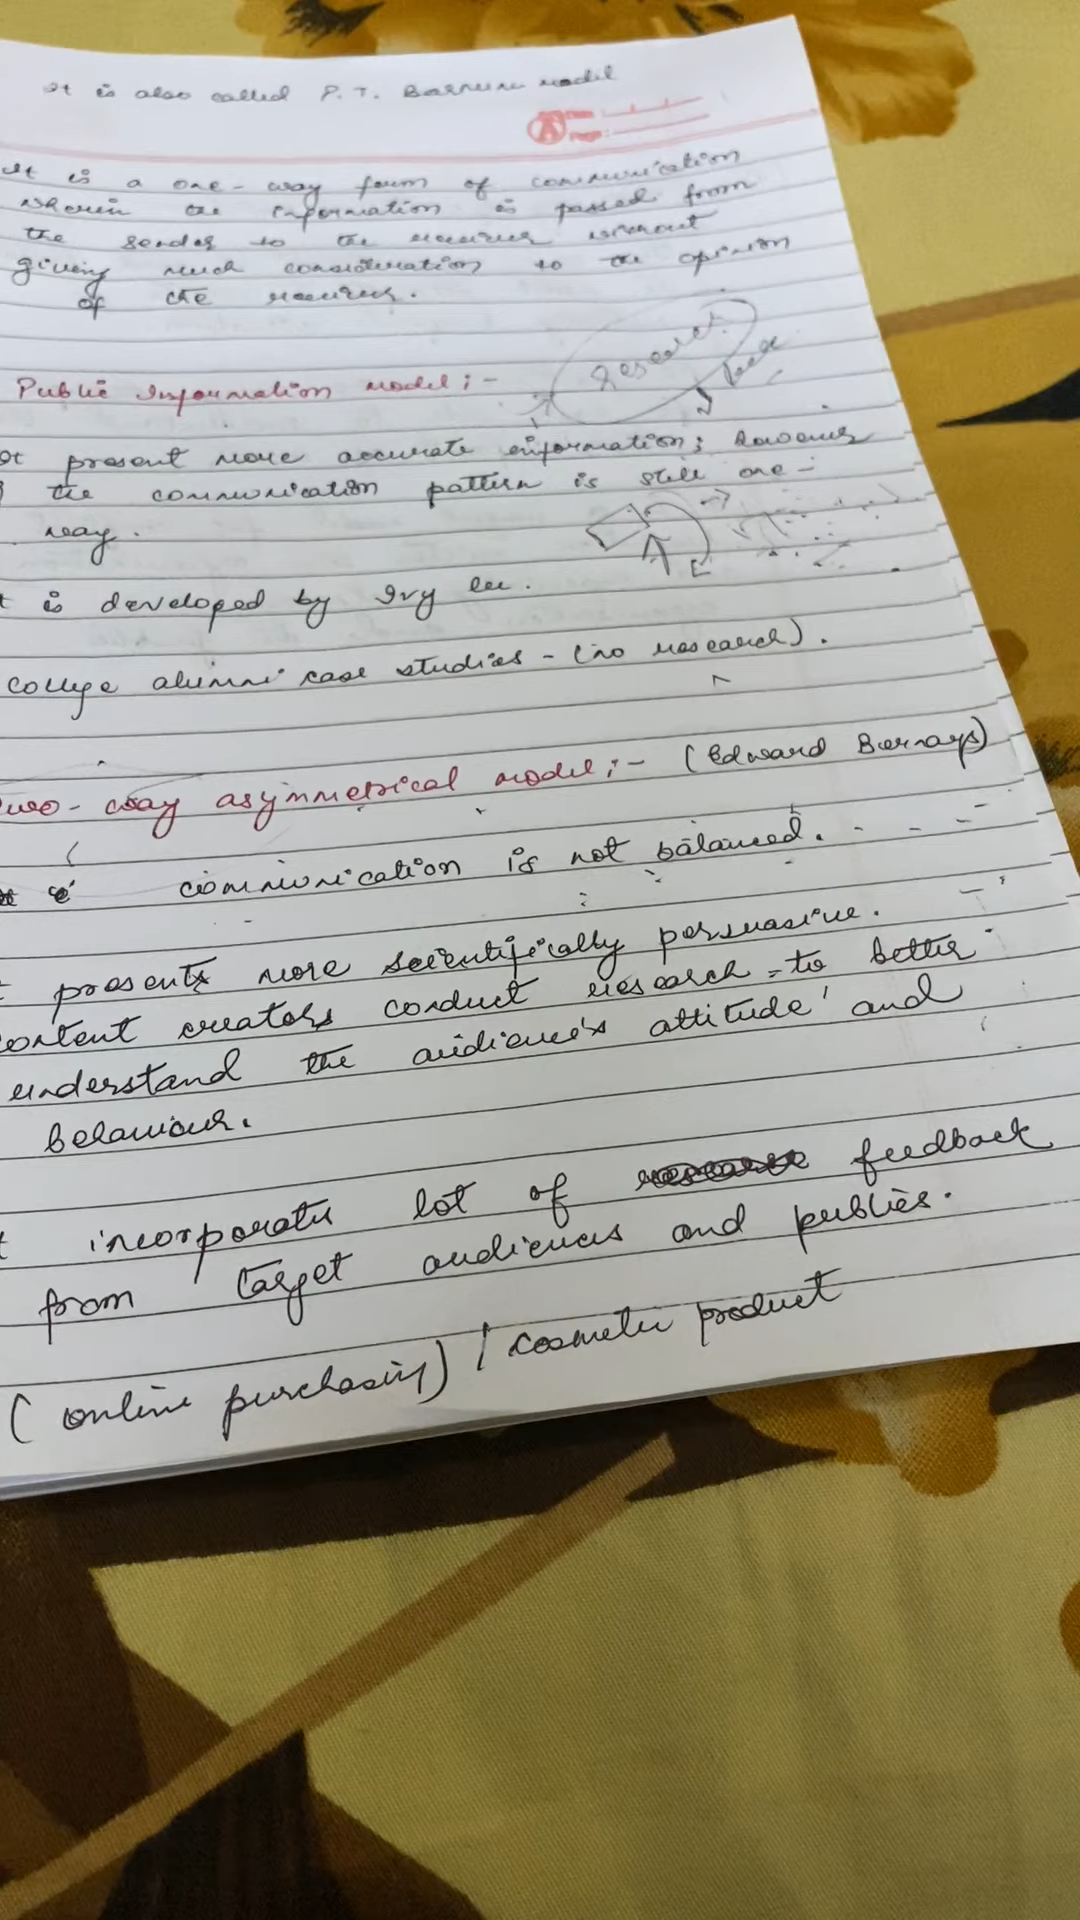 It is also called P. T. Barnum model
Date:
Page:
It is a one-way form of communication
wherein the information is passed from
the sender to the receiver without
giving much consideration to the opinion
of the receiver.
Research
Public Information model :-
It present more accurate information; however
the communication pattern is still one-
way.
t is developed by Ivy lee.
college alumni case studies - (no research).
Two-way asymmetrical model :- (Edward Bernays)
communication is not balanced.
t presents more scientifically persuasive.
content creators conduct research to better
understand the audience's attitude and
behaviour.
t incorporates lot of feedback
from target audiences and publics.
(online purchasing) / cosmetic product